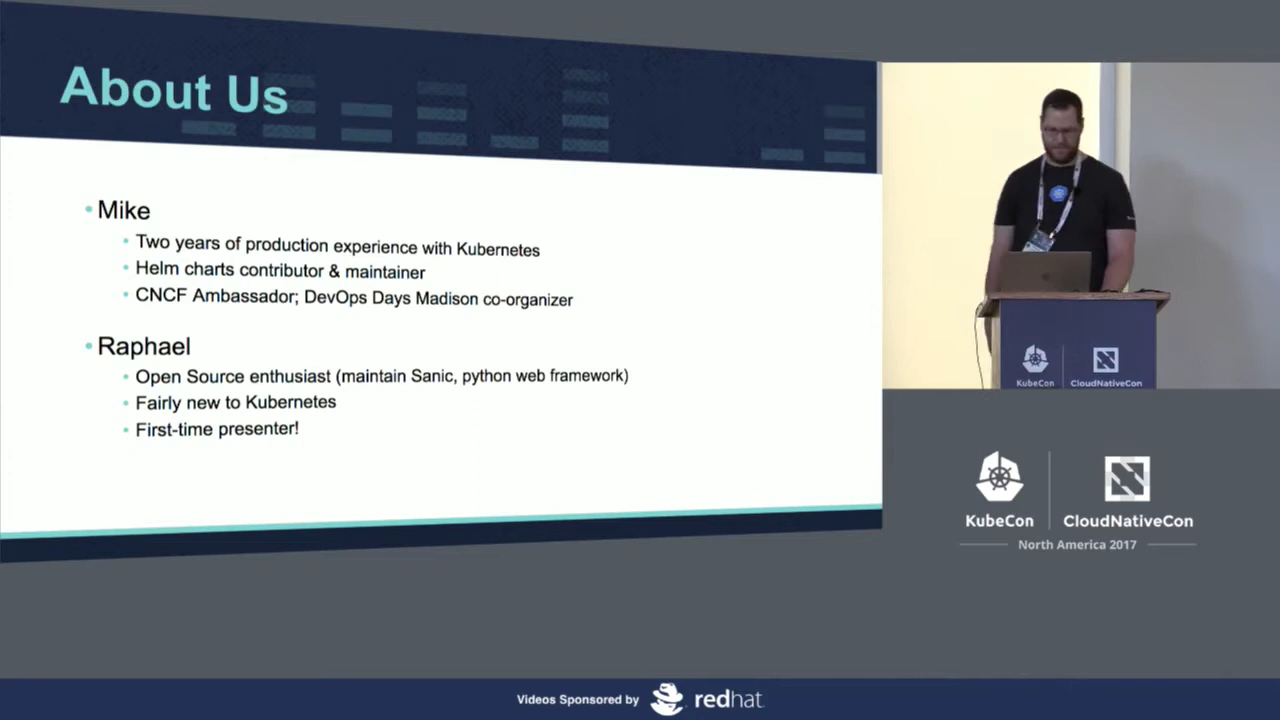 About Us
Mike
Two years of production experience with Kubernetes
Helm charts contributor & maintainer
CNCF Ambassador; DevOps Days Madison co-organizer
Raphael
Open Source enthusiast (maintain Sanic, python web framework)
Fairly new to Kubernetes
First-time presenter!
KubeCon
CloudNativeCon
KubeCon
CloudNativeCon
North America 2017
Videos Sponsored by redhat.